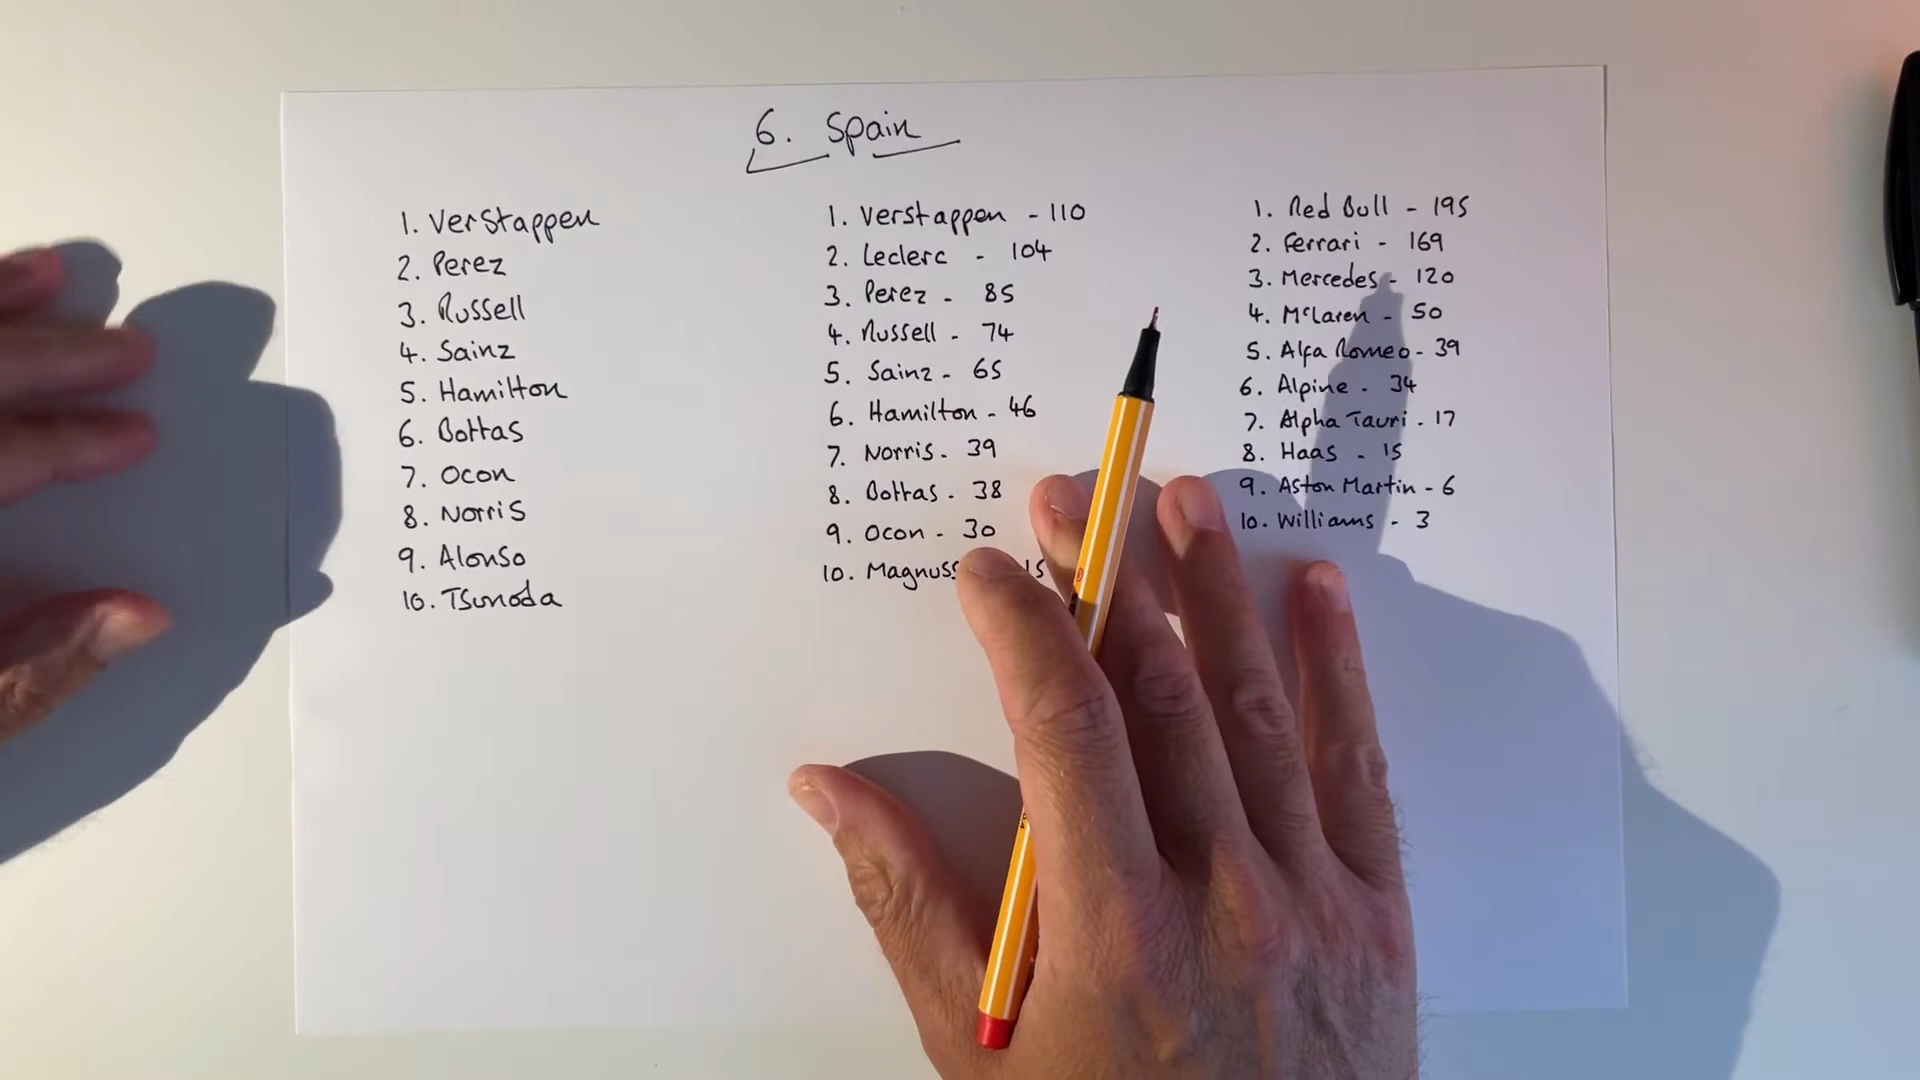 6. Spain
1. Verstappen
2. Perez
3. Russell
4. Sainz
5. Hamilton
6. Bottas
7. Ocon
8. Norris
9. Alonso
10. Tsunoda
1. Verstappen - 110
2. Leclerc - 104
3. Perez - 85
4. Russell - 74
5. Sainz - 65
6. Hamilton - 46
7. Norris - 39
8. Bottas - 38
9. Ocon - 30
10. Magnuss 15
1. Red Bull - 195
2. Ferrari - 169
3. Mercedes - 120
4. McLaren - 50
5. Alfa Romeo - 39
6. Alpine - 34
7. Alpha Tauri - 17
8. Haas - 15
9. Aston Martin - 6
10. Williams - 3